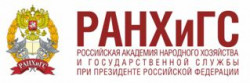 РАНХиГС
РОССИЙСКАЯ АКАДЕМИЯ НАРОДНОГО ХОЗЯЙСТВА
И ГОСУДАРСТВЕННОЙ СЛУЖБЫ
ПРИ ПРЕЗИДЕНТЕ РОССИЙСКОЙ ФЕДЕРАЦИИ